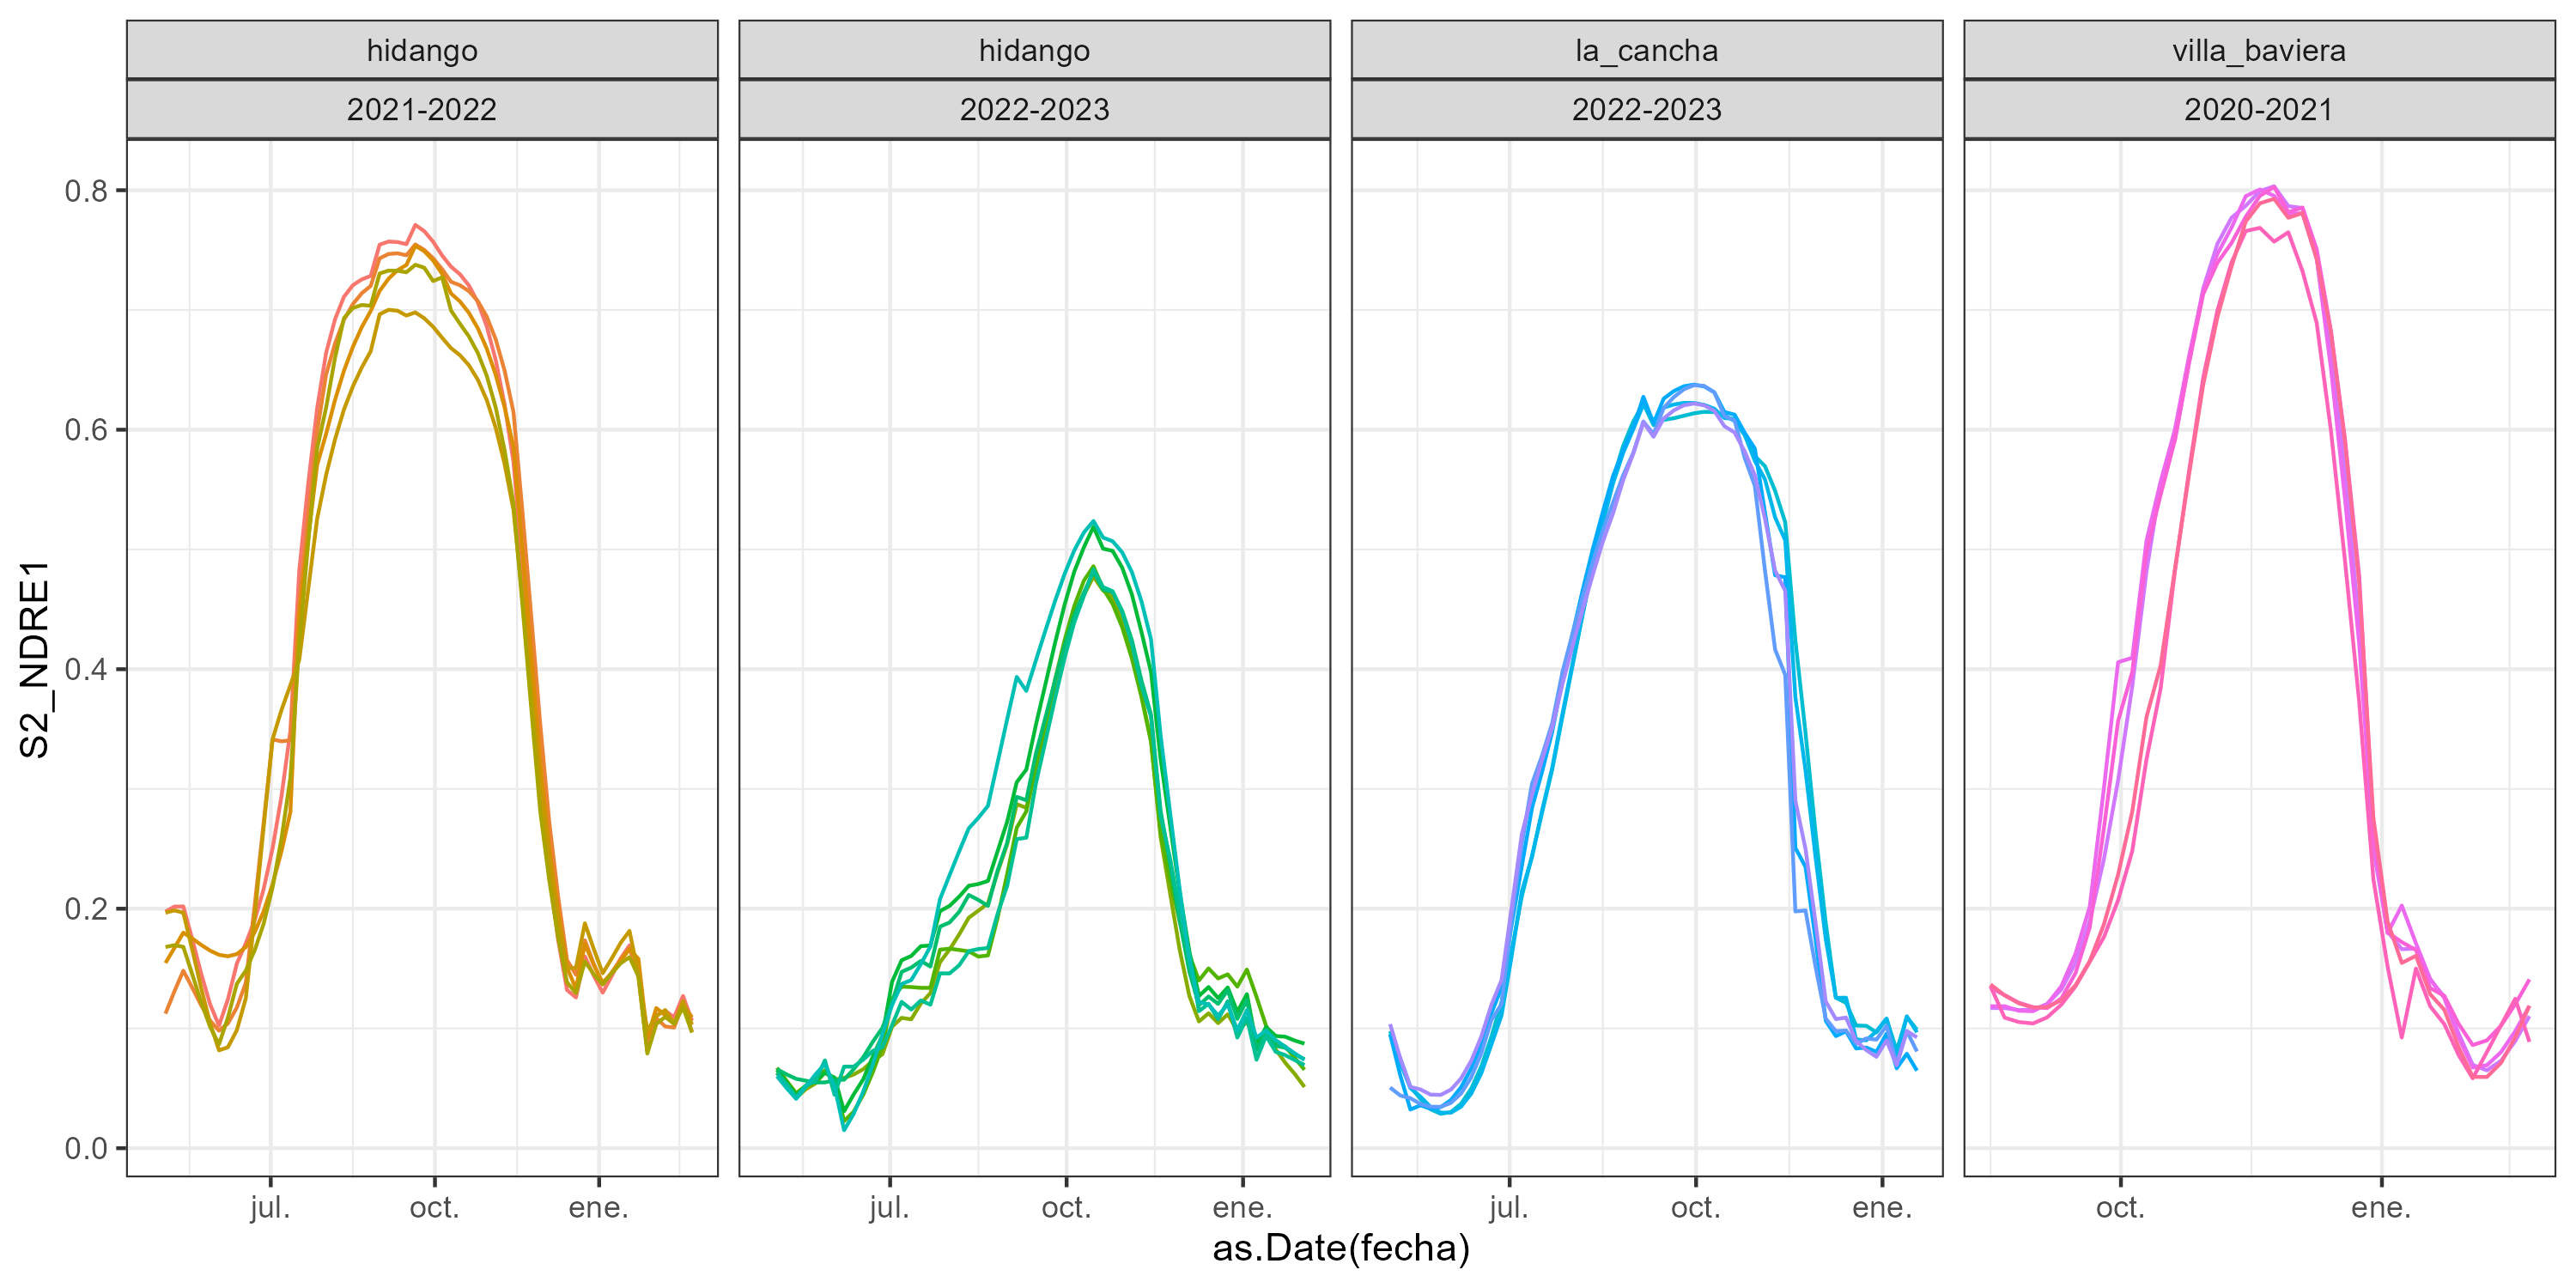 hidango
hidango
la_cancha
villa_baviera
2021-2022
2022-2023
2022-2023
2020-2021
S2_NDRE1
0.8
0.6
0.4
0.2
0.0
jul.
oct.
ene.
jul.
oct.
ene.
jul.
oct.
ene.
oct.
ene.
as.Date(fecha)